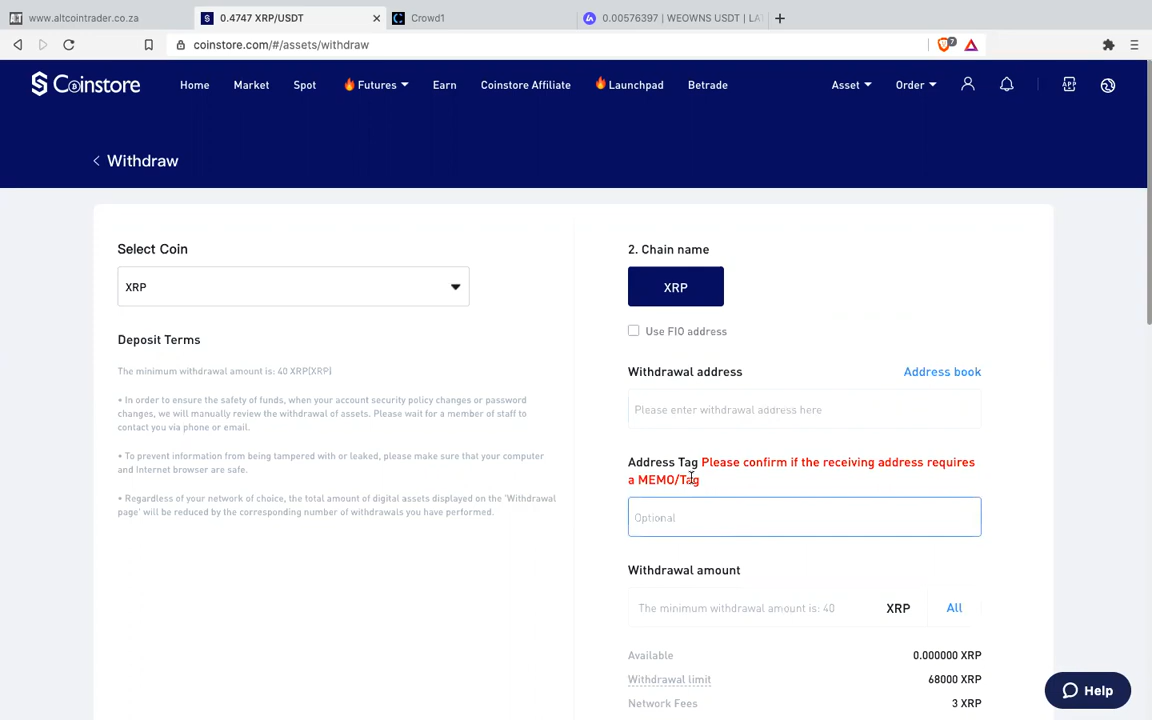 www.altcointrader.co.za
0.4747 XRP/USDT
Crowd1
0.00576397 | WEOWNS USDT | LA
coinstore.com/#/assets/withdraw
7
Coinstore
Home
Market
Spot
Futures
Earn
Coinstore Affiliate
Launchpad
Betrade
Asset
Order
APP
< Withdraw
Select Coin
XRP
Deposit Terms
The minimum withdrawal amount is: 40 XRP(XRP)
• In order to ensure the safety of funds, when your account security policy changes or password
changes, we will manually review the withdrawal of assets. Please wait for a member of staff to
contact you via phone or email.
• To prevent information from being tampered with or leaked, please make sure that your computer
and Internet browser are safe.
• Regardless of your network of choice, the total amount of digital assets displayed on the 'Withdrawal
page' will be reduced by the corresponding number of withdrawals you have performed.
2. Chain name
XRP
Use FIO address
Withdrawal address
Address book
Please enter withdrawal address here
Address Tag Please confirm if the receiving address requires
a MEMO/Tag
Optional
Withdrawal amount
The minimum withdrawal amount is: 40
XRP
All
Available 0.000000 XRP
Withdrawal limit 68000 XRP
Network Fees 3 XRP
Help